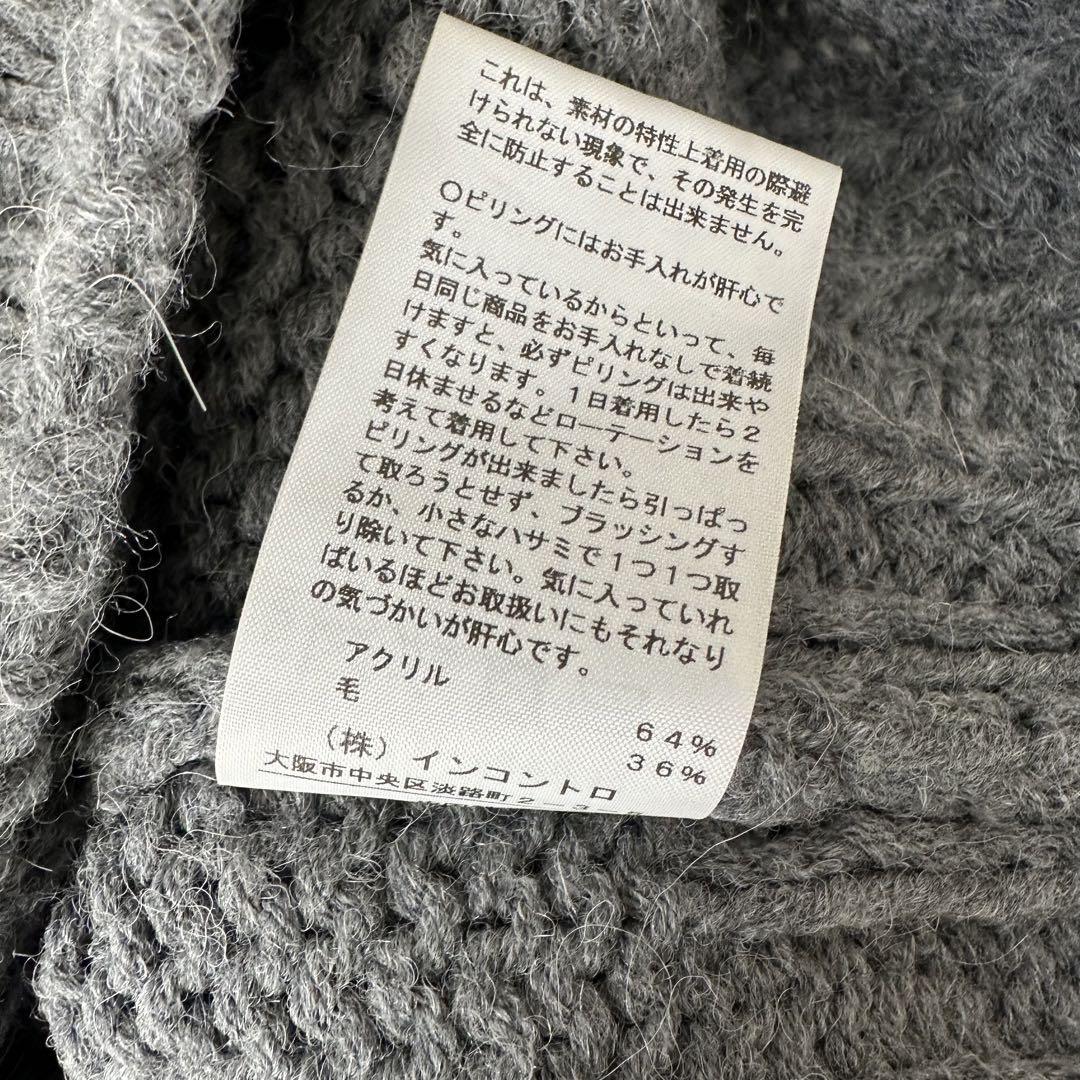 これは、素材の特性上着用の際避
けられない現象で、その発生を完
全に防止することは出来ません。
〇ピリングにはお手入れが肝心で
す。
気に入っているからといって、毎
日同じ商品をお手入れなしで着続
けますと、必ずピリングは出来や
すくなります。1日着用したら2
日休ませるなどローテーションを
考えて着用して下さい。
ピリングが出来ましたら引っぱっ
て取ろうとせず、ブラッシングす
るか、小さなハサミで1つ1つ取
り除いて下さい。気に入っていれ
ばいるほどお取扱いにもそれなり
の気づかいが肝心です。
アクリル 64%
毛 36%
(株)インコントロ
大阪市中央区淡路町2-3